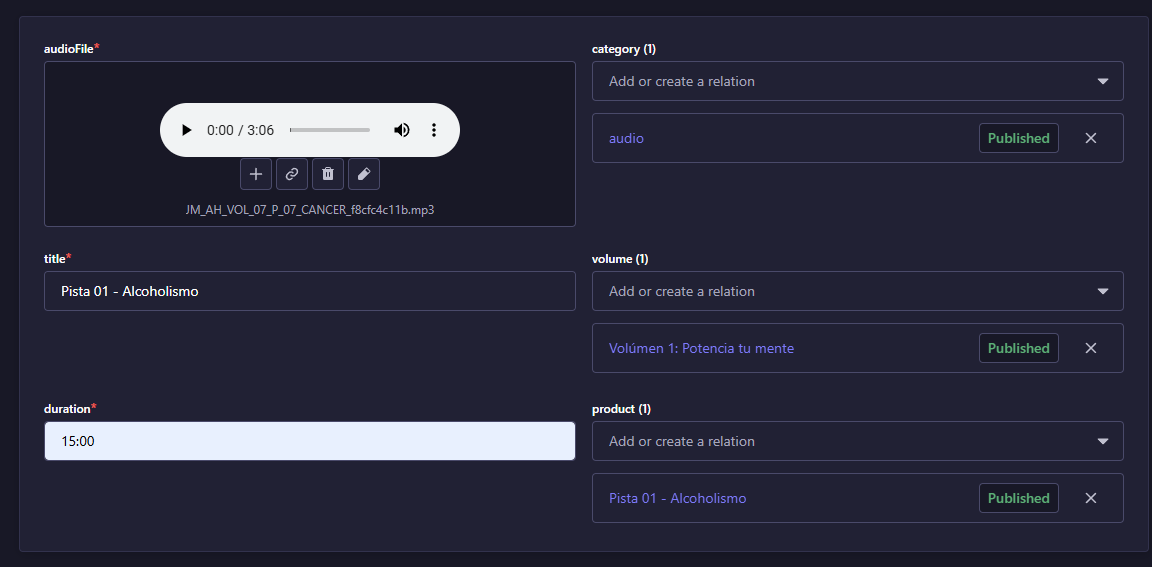 audioFile*
0:00 / 3:06
JM_AH_VOL_07_P_07_CANCER_f8cfc4c11b.mp3
category (1)
Add or create a relation
audio
Published
title*
Pista 01 - Alcoholismo
volume (1)
Add or create a relation
Volúmen 1: Potencia tu mente
Published
duration*
15:00
product (1)
Add or create a relation
Pista 01 - Alcoholismo
Published